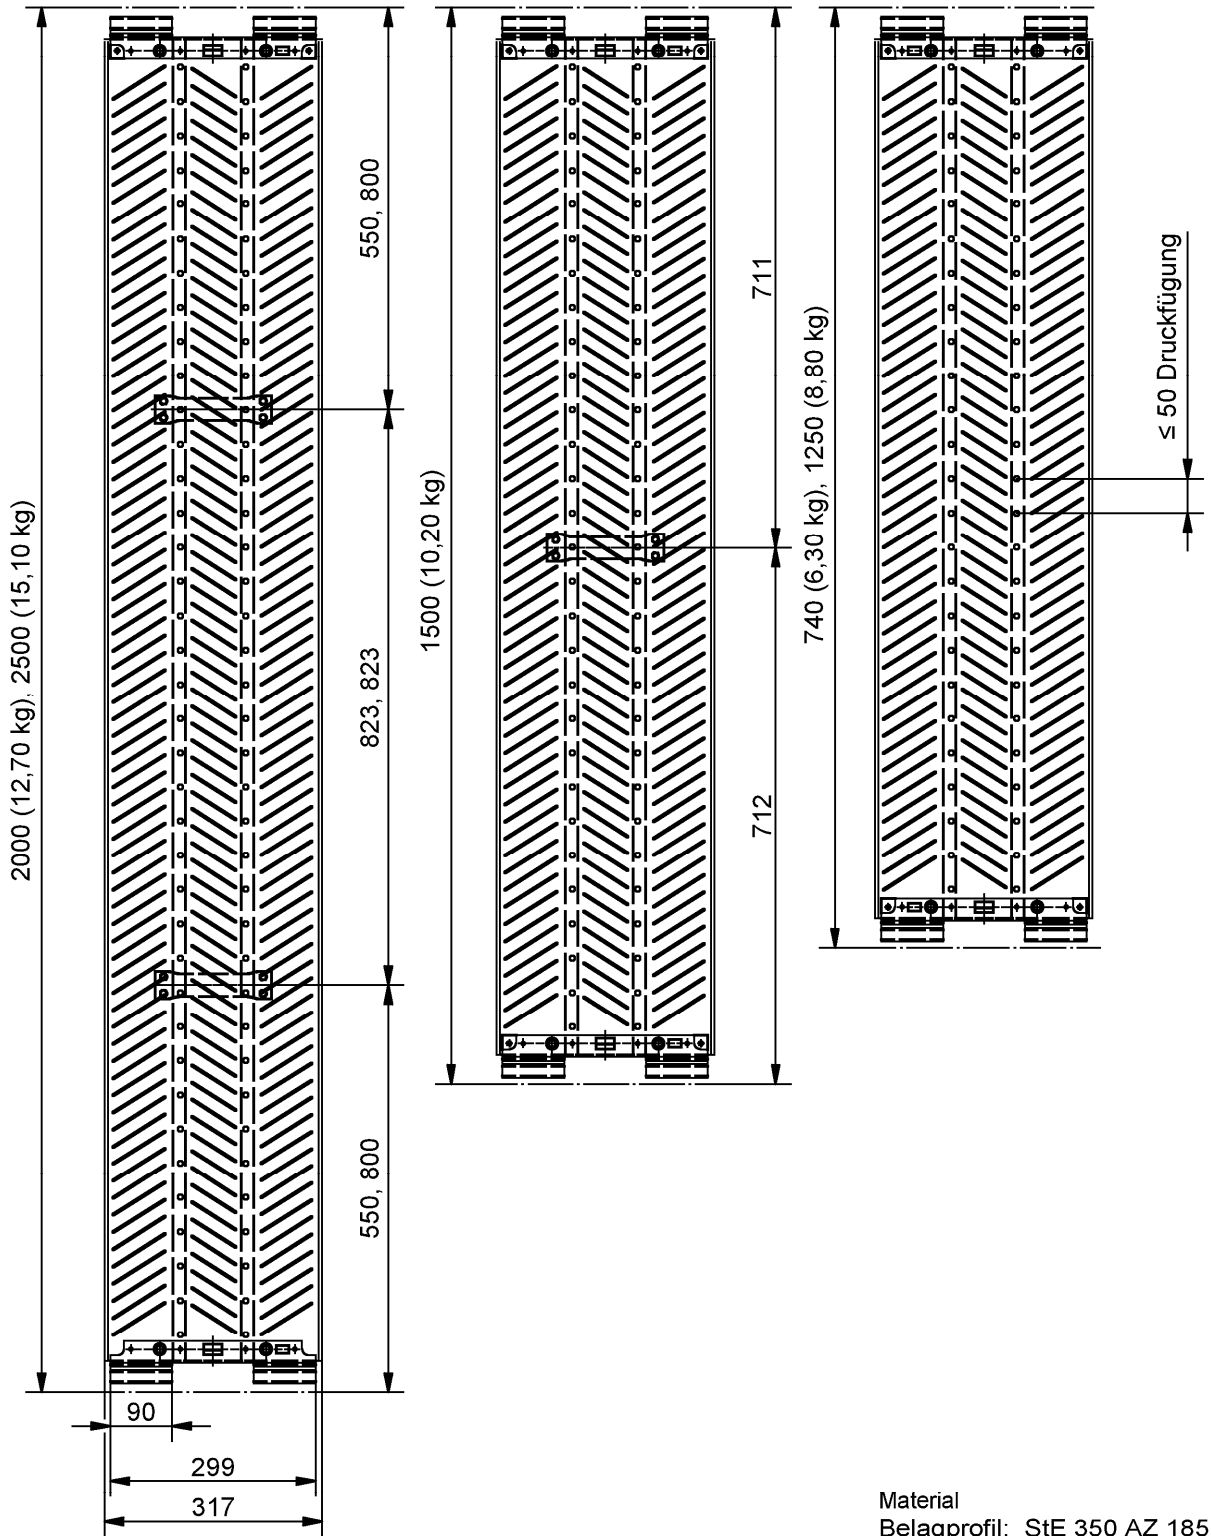 2000 (12,70 kg), 2500 (15,10 kg)
550, 800
823, 823
550, 800
90
299
317
1500 (10,20 kg)
711
712
740 (6,30 kg), 1250 (8,80 kg)
≤ 50 Druckfügung
Material
Belagprofil: StE 350 AZ 185